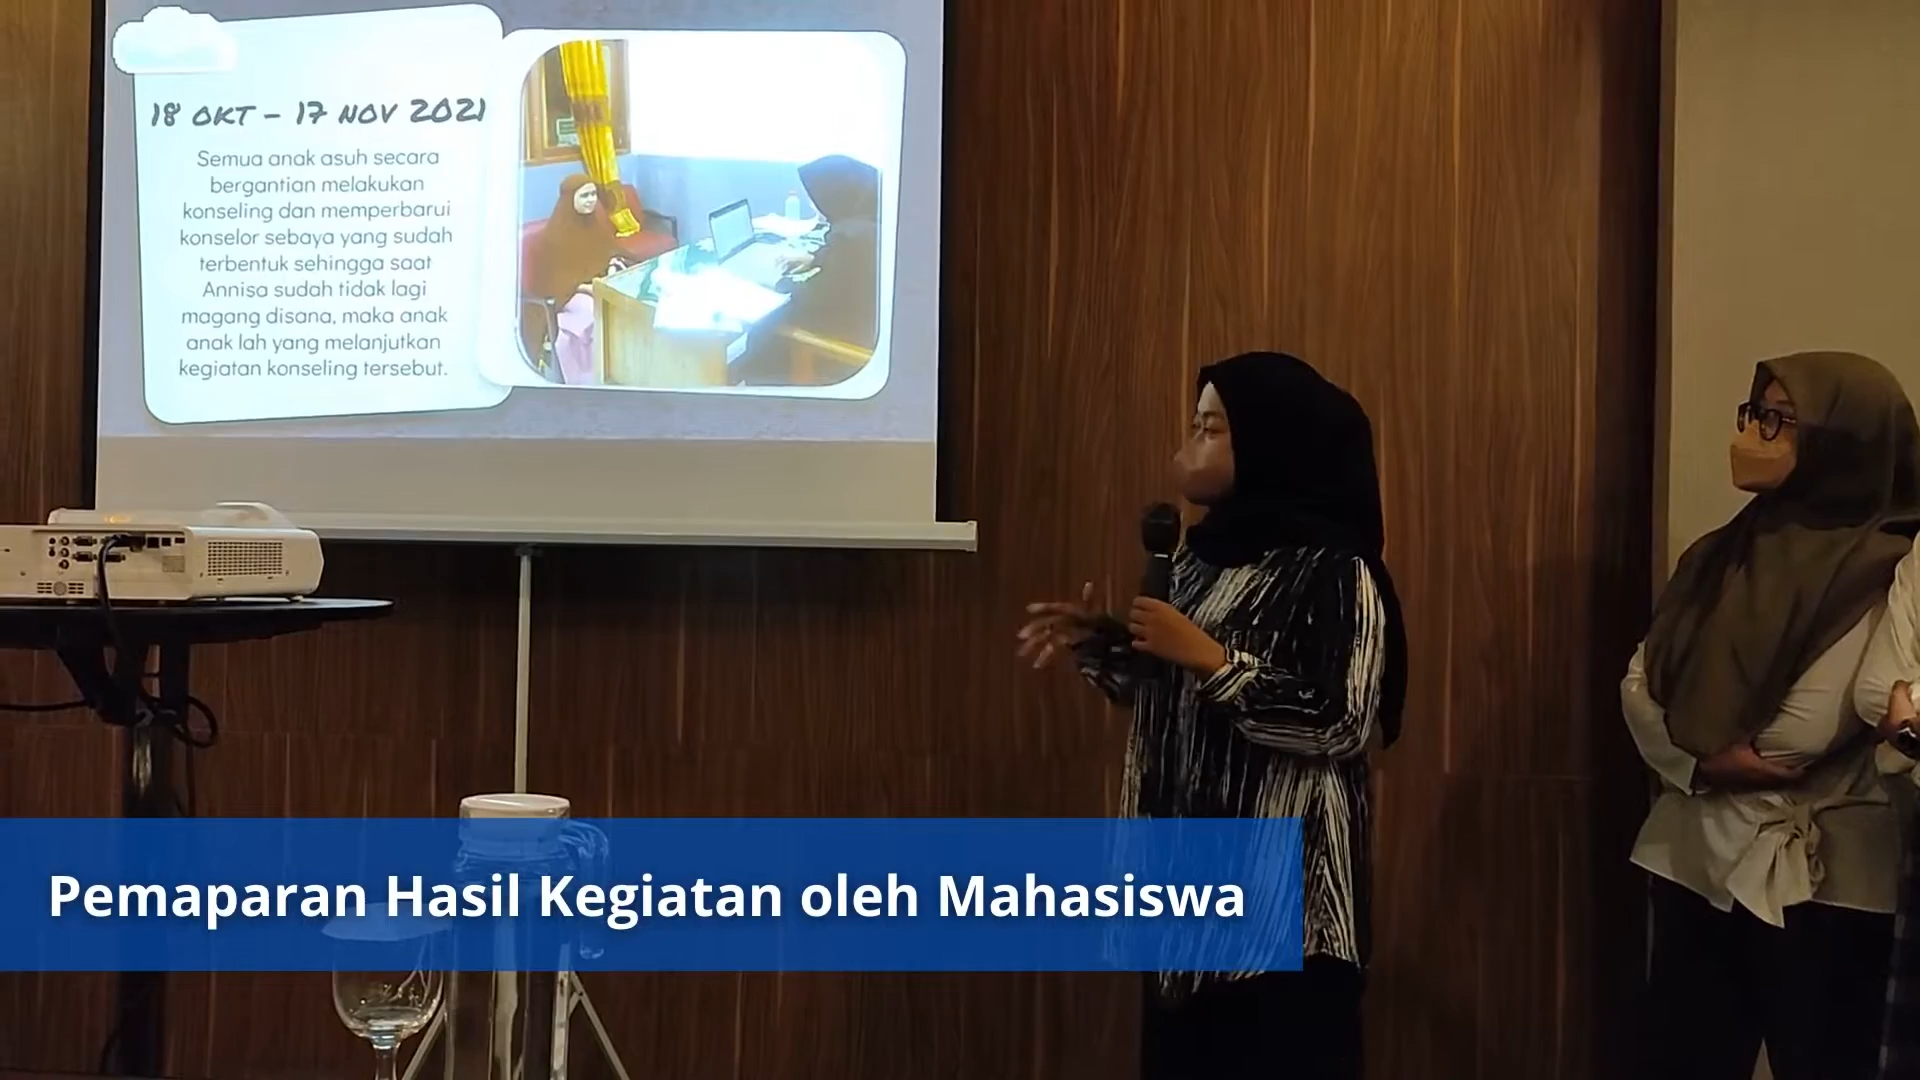 18 OKT - 17 NOV 2021
Semua anak asuh secara
bergantian melakukan
konseling dan memperbarui
konselor sebaya yang sudah
terbentuk sehingga saat
Annisa sudah tidak lagi
magang disana, maka anak
anak lah yang melanjutkan
kegiatan konseling tersebut.
Pemaparan Hasil Kegiatan oleh Mahasiswa